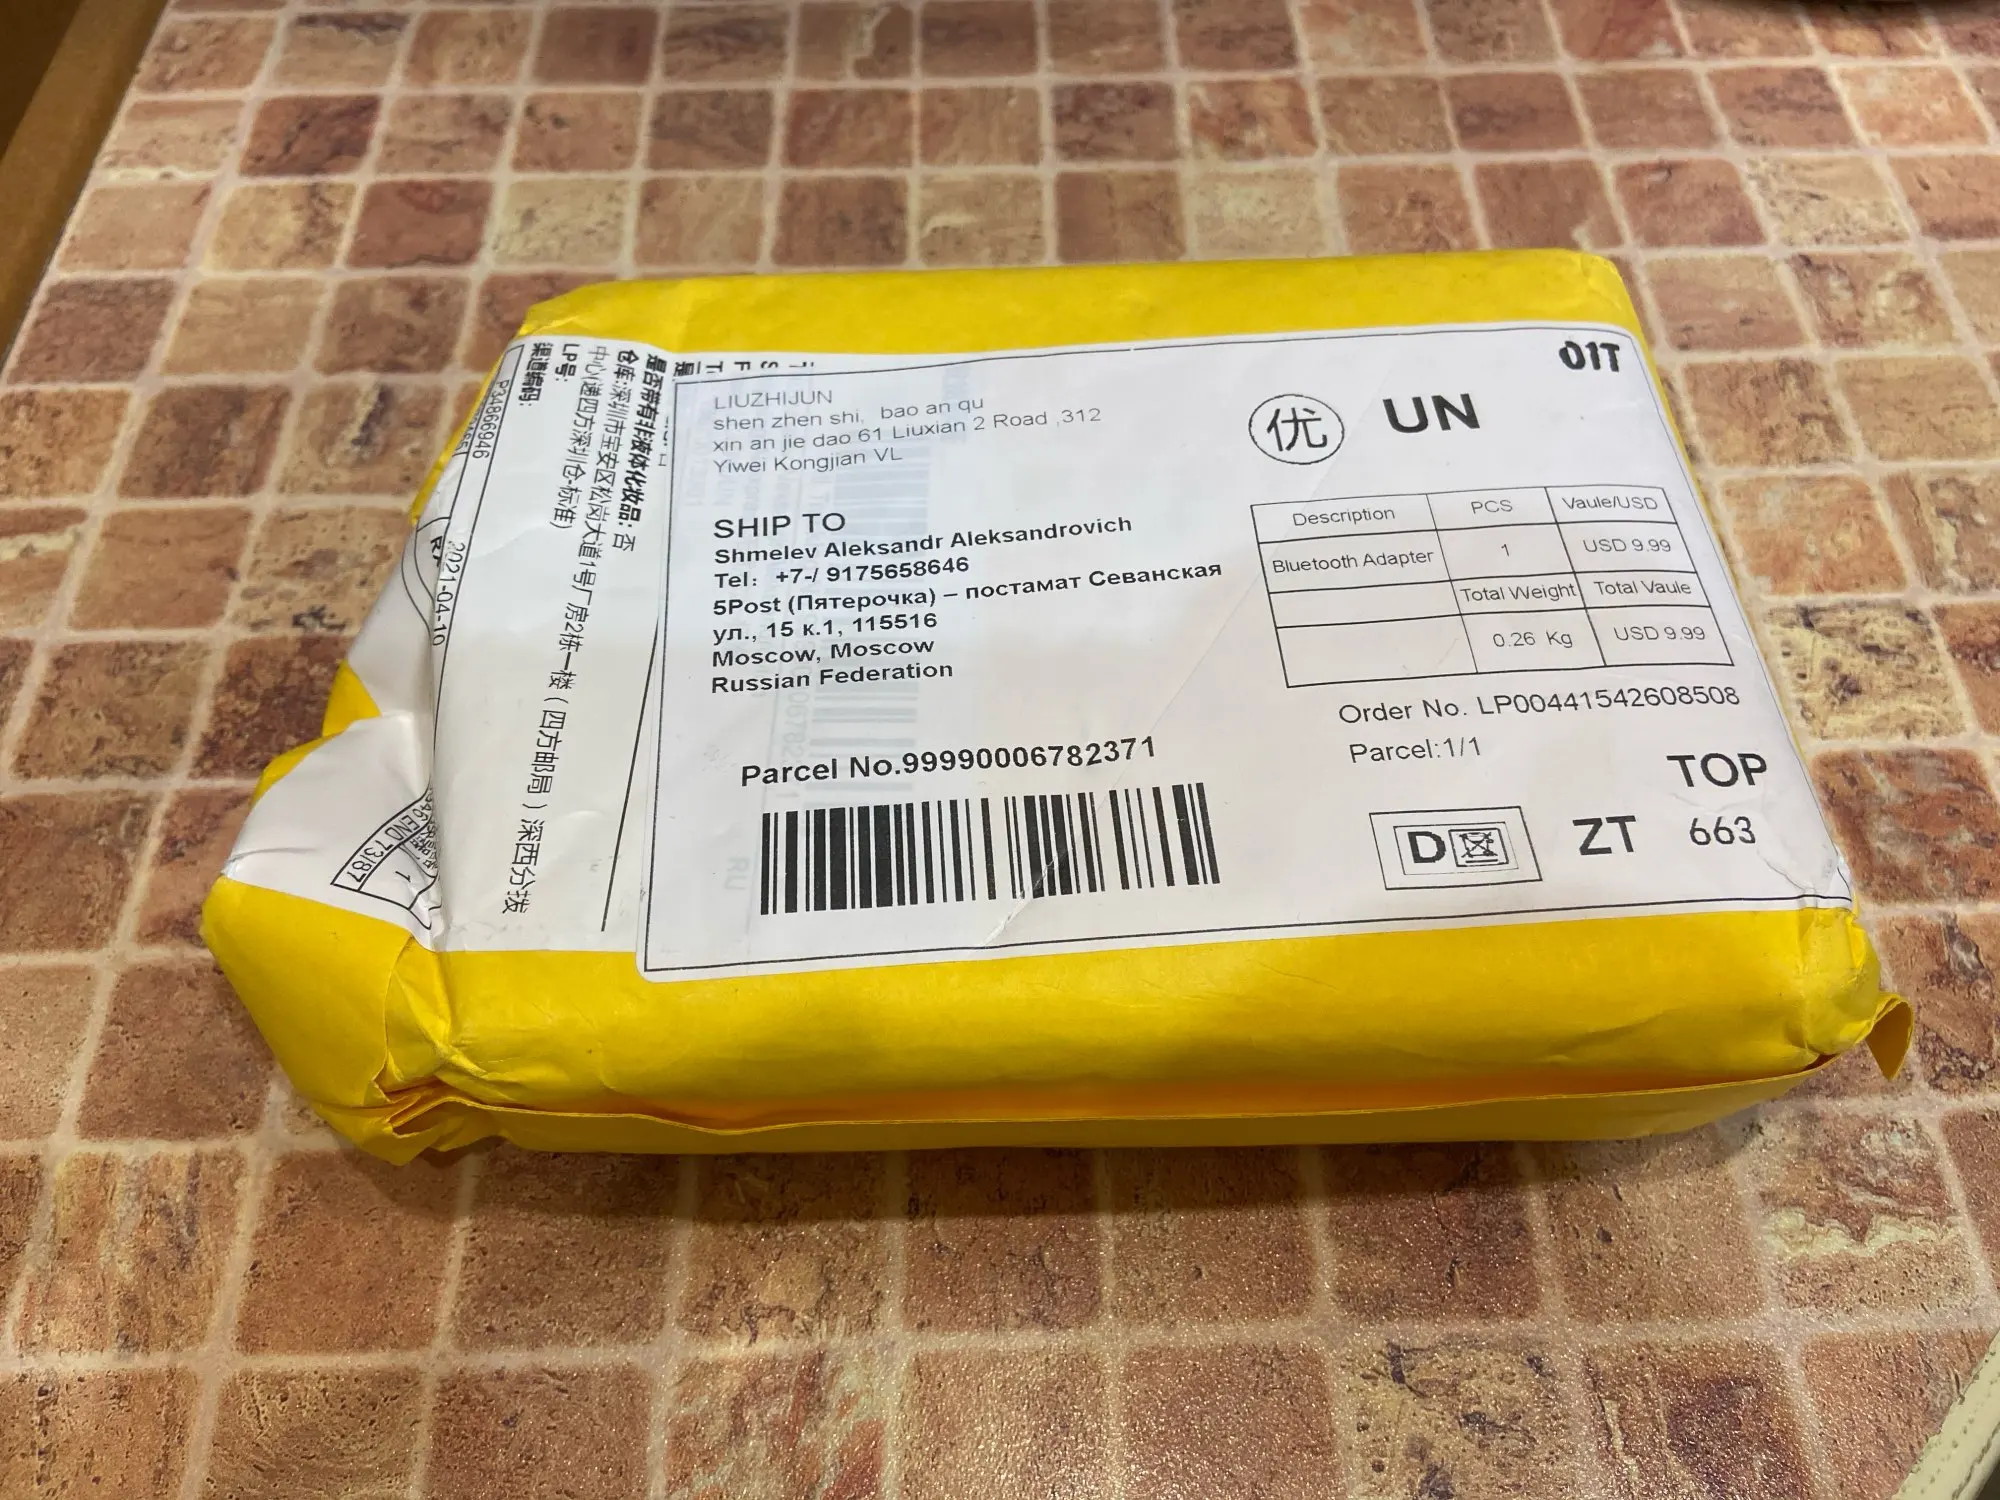 01T
LIUZHIJUN
shen zhen shi, bao an qu
xin an jie dao 61 Liuxian 2 Road ,312
Yiwei Kongjian VL
优 UN
SHIP TO
Shmelev Aleksandr Aleksandrovich
Tel: +7-/ 9175658646
5Post (Пятерочка) – постамат Севанская
ул., 15 к.1, 115516
Moscow, Moscow
Russian Federation
Description PCS Vaule/USD
Bluetooth Adapter 1 USD 9.99
Total Weight Total Vaule
0.26 Kg USD 9.99
Order No. LP00441542608508
Parcel:1/1
Parcel No.99990006782371
TOP
D ZT 663
是否带有非液体化妆品: 否
仓库:深圳市宝安区松岗大道1号厂房2栋一楼(四方邮局)深西分拨
中心(递四方深圳仓-标准)
LP号:
渠道编码:
P3486946
2021-04-10
RU